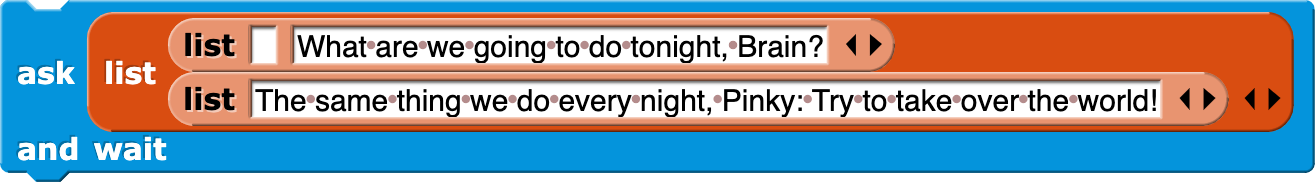 list What are we going to do tonight, Brain?
ask list
list The same thing we do every night, Pinky: Try to take over the world!
and wait